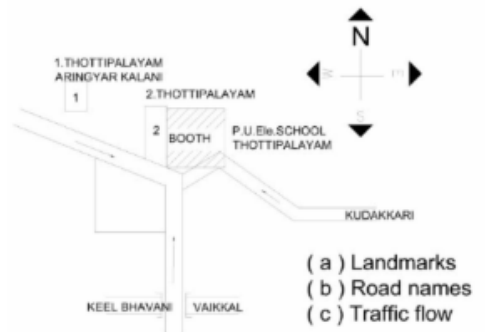 N
W
E
S
1.THOTTIPALAYAM
ARINGYAR KALANI
1
2.THOTTIPALAYAM
2
BOOTH
P.U.Ele.SCHOOL
THOTTIPALAYAM
KUDAKKARI
KEEL BHAVANI
VAIKKAL
( a ) Landmarks
( b ) Road names
( c ) Traffic flow